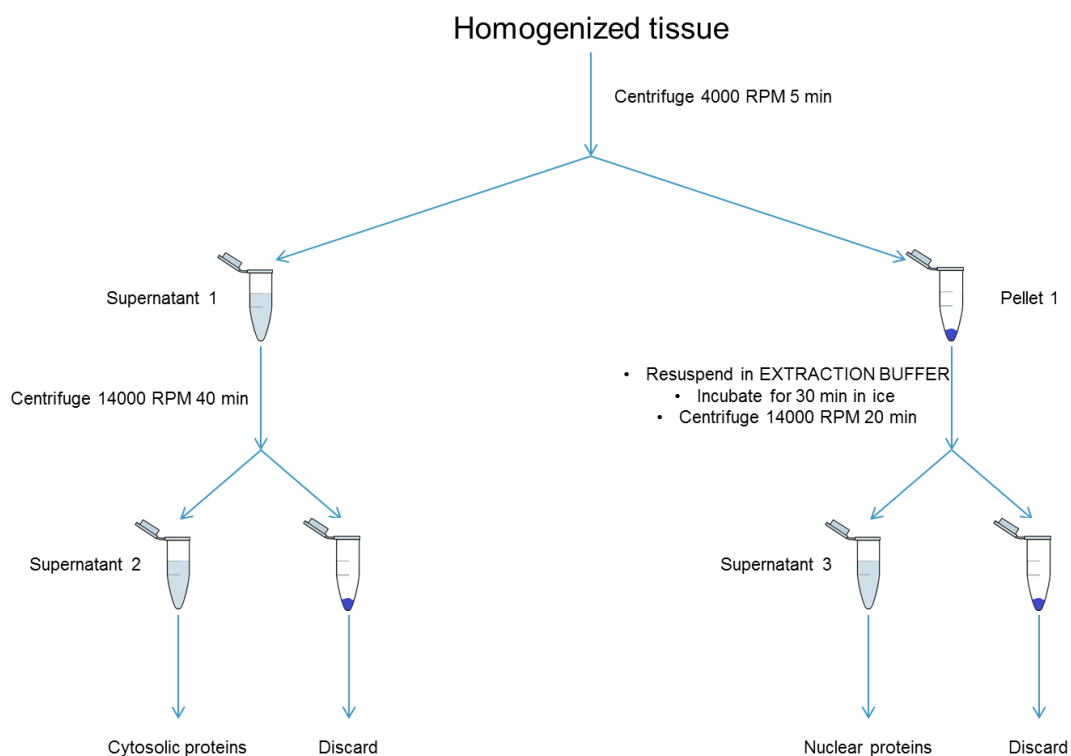 Homogenized tissue
Centrifuge 4000 RPM 5 min
Supernatant 1
Pellet 1
Centrifuge 14000 RPM 40 min
• Resuspend in EXTRACTION BUFFER
• Incubate for 30 min in ice
• Centrifuge 14000 RPM 20 min
Supernatant 2
Supernatant 3
Cytosolic proteins
Discard
Nuclear proteins
Discard